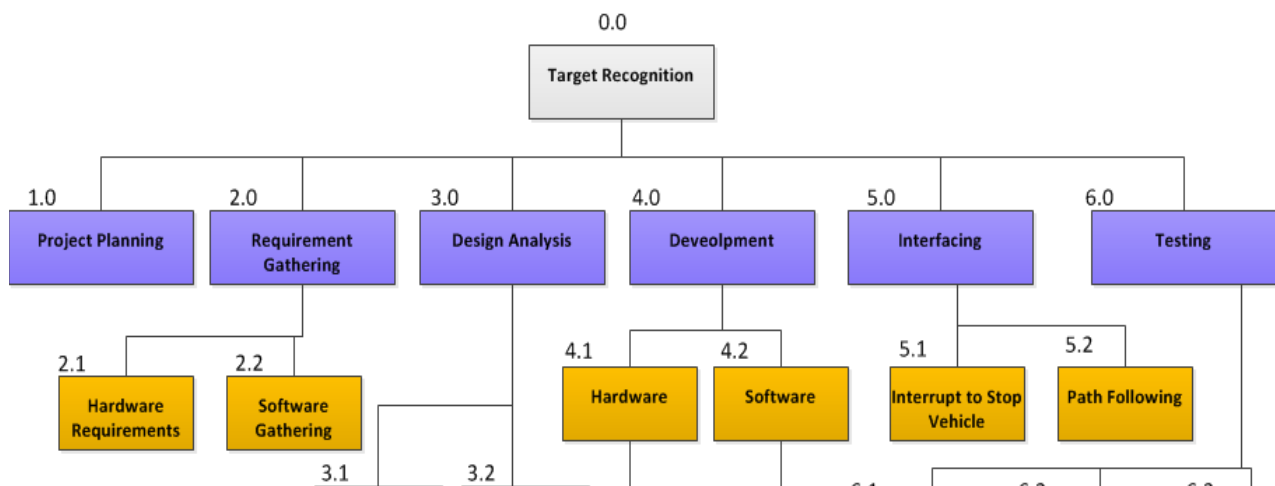 0.0
Target Recognition
1.0
2.0
3.0
4.0
5.0
6.0
Project Planning
Requirement
Gathering
Design Analysis
Deveolpment
Interfacing
Testing
2.1
2.2
4.1
4.2
5.1
5.2
Hardware
Requirements
Software
Gathering
Hardware
Software
Interrupt to Stop
Vehicle
Path Following
3.1
3.2